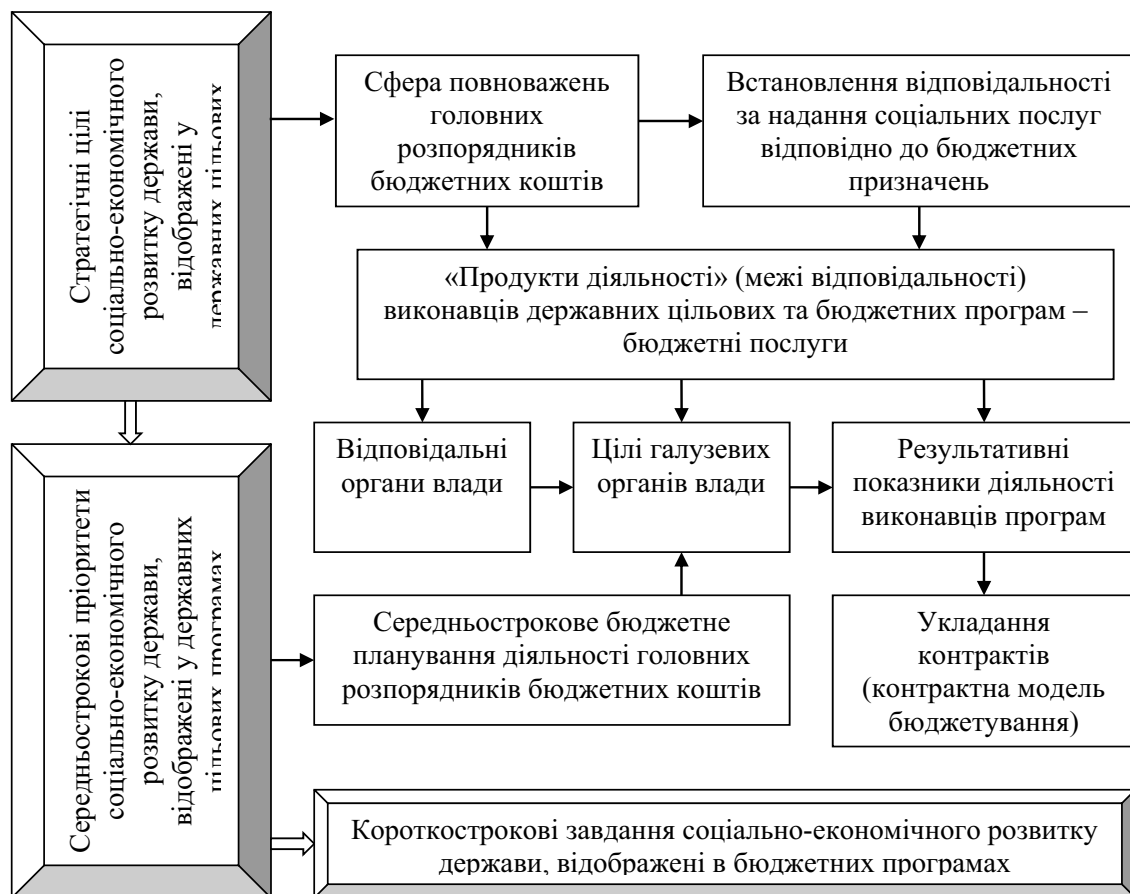 Стратегічні цілі
соціально-економічного
розвитку держави,
відображені у
державних цільових
Сфера повноважень
головних
розпорядників
бюджетних коштів
Встановлення відповідальності
за надання соціальних послуг
відповідно до бюджетних
призначень
«Продукти діяльності» (межі відповідальності)
виконавців державних цільових та бюджетних програм –
бюджетні послуги
Відповідальні
органи влади
Цілі галузевих
органів влади
Результативні
показники діяльності
виконавців програм
Середньострокові пріоритети
соціально-економічного
розвитку держави,
відображені у державних
цільових програмах
Середньострокове бюджетне
планування діяльності головних
розпорядників бюджетних коштів
Укладання
контрактів
(контрактна модель
бюджетування)
Короткострокові завдання соціально-економічного розвитку
держави, відображені в бюджетних програмах